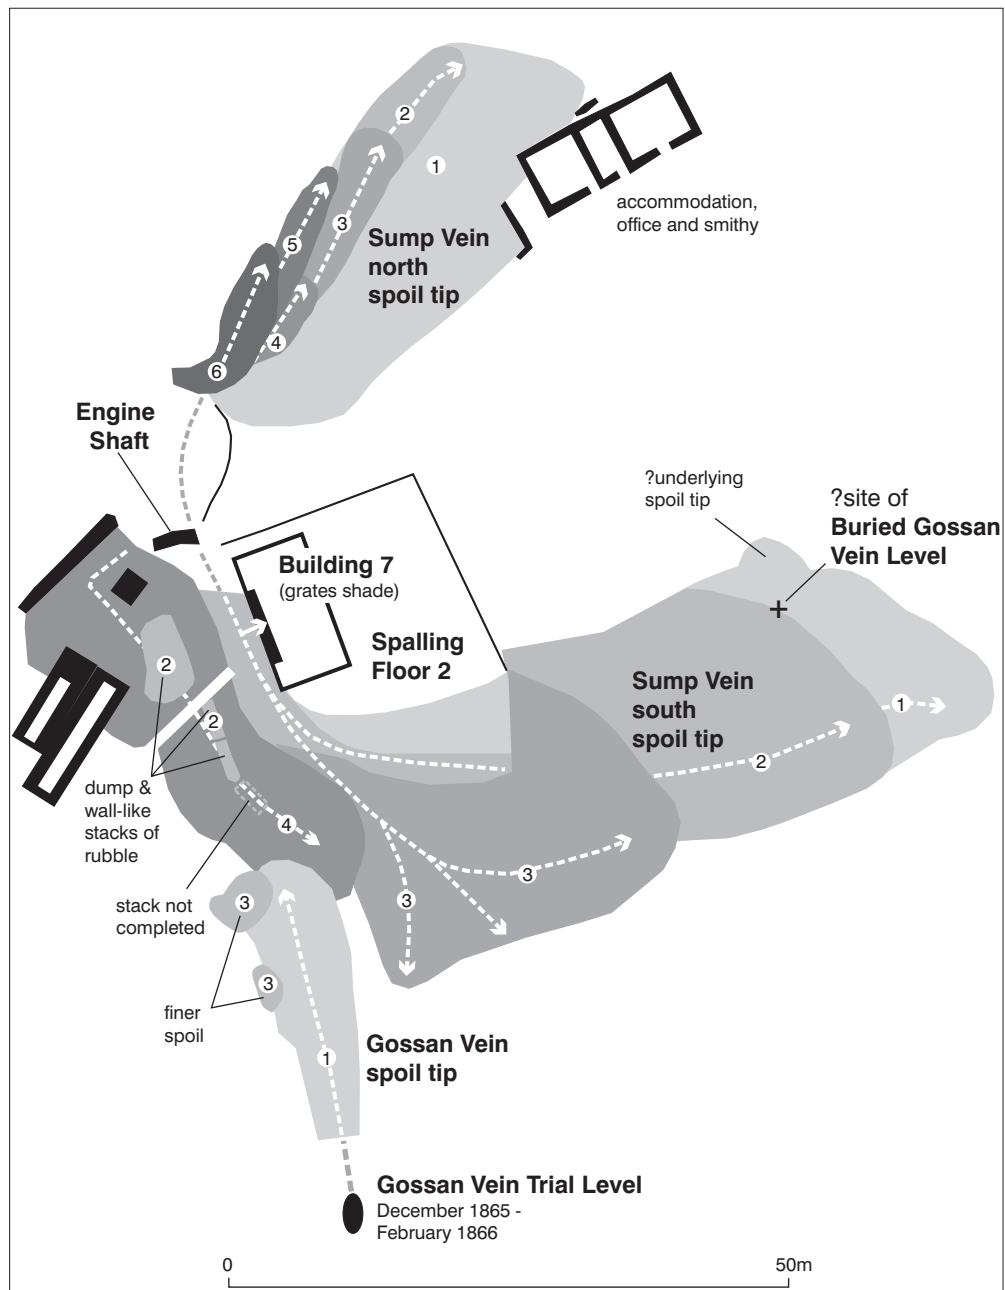 2
1
accommodation,
office and smithy
3
5
Sump Vein
north
spoil tip
4
6
Engine
Shaft
?underlying
spoil tip
?site of
Buried Gossan
Vein Level
Building 7
(grates shade)
Spalling
Floor 2
2
Sump Vein
south
spoil tip
1
2
2
dump &
wall-like
stacks of
rubble
4
3
3
stack not
completed
3
3
finer
spoil
Gossan Vein
spoil tip
1
Gossan Vein Trial Level
December 1865 -
February 1866
0
50m